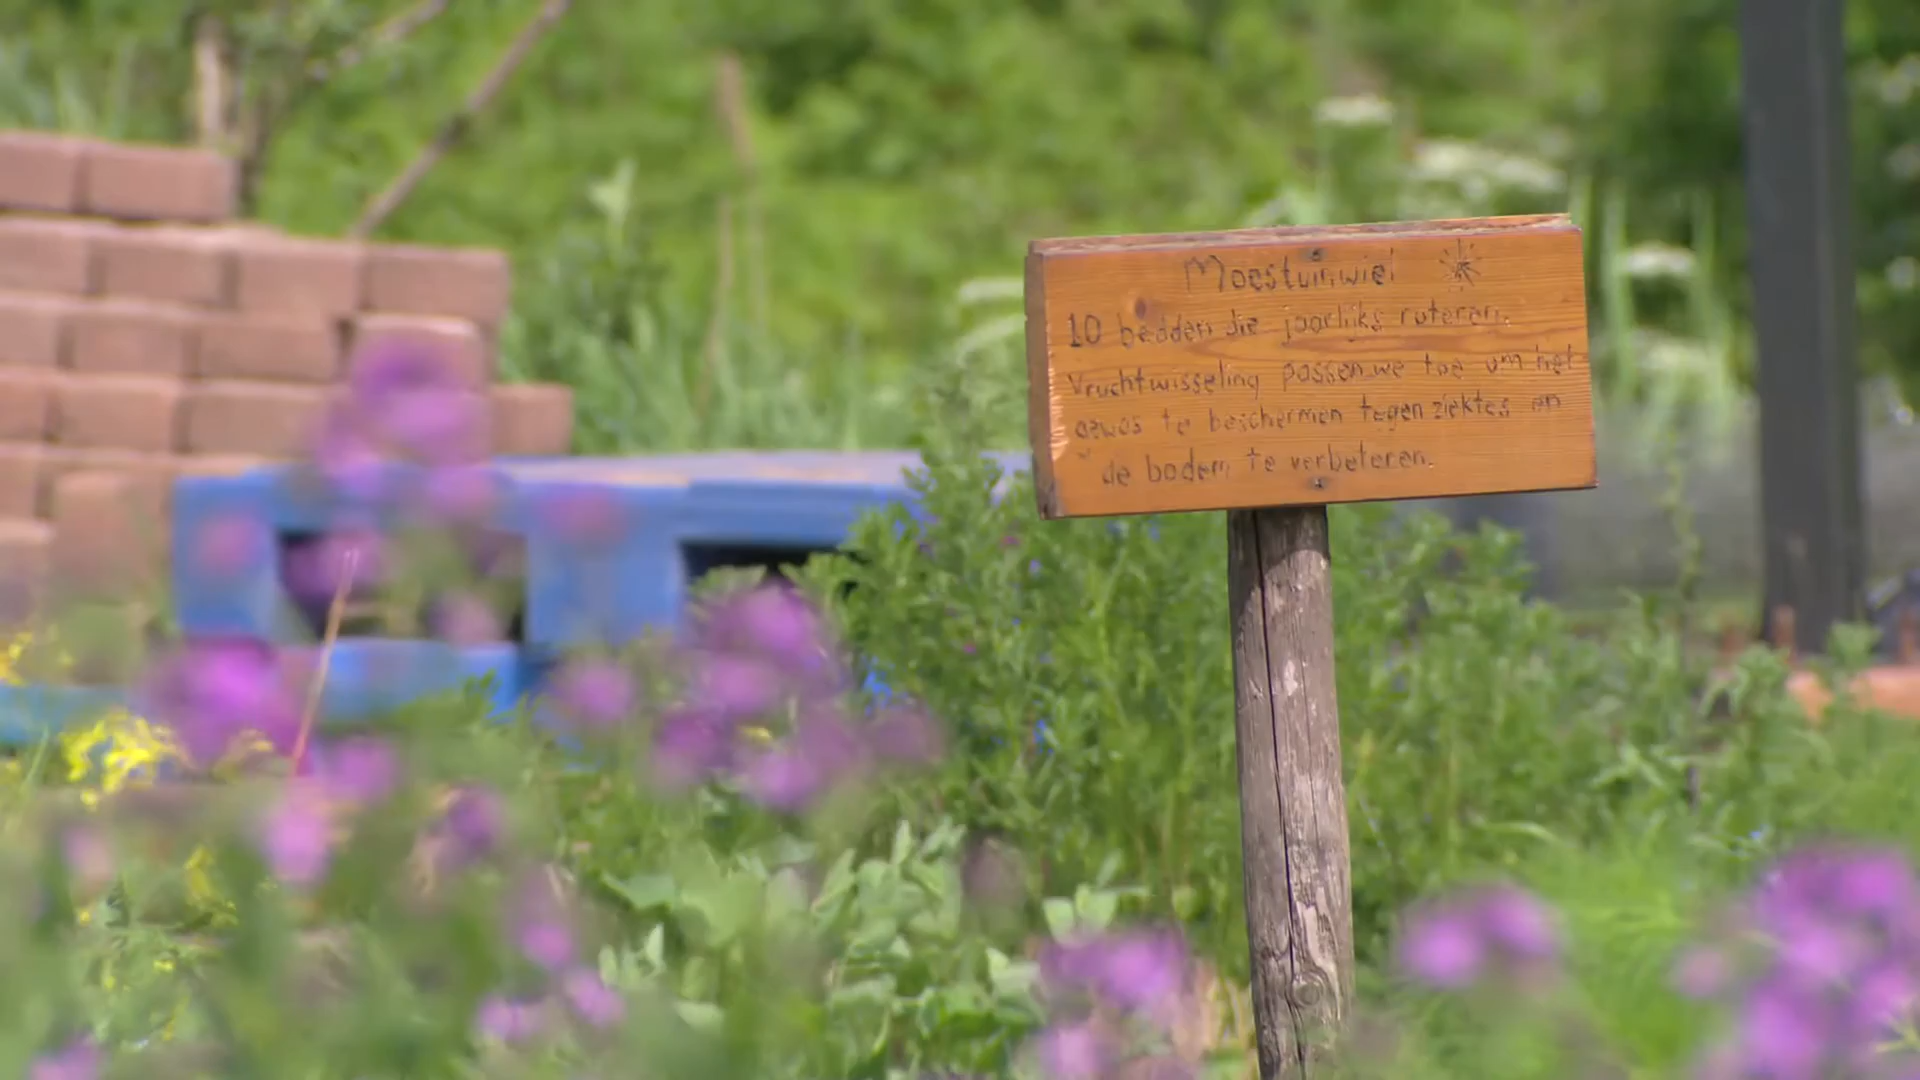 Moestuinwiel
10 bedden die jaarlijks roteren.
Vruchtwisseling passen we toe om het
gewas te beschermen tegen ziektes en
de bodem te verbeteren.